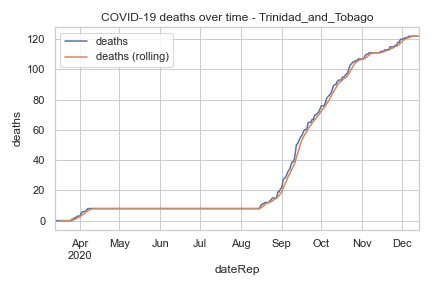 COVID-19 deaths over time - Trinidad_and_Tobago
deaths
deaths (rolling)
120
100
80
60
40
20
0
deaths
Apr May Jun Jul Aug Sep Oct Nov Dec
2020
dateRep